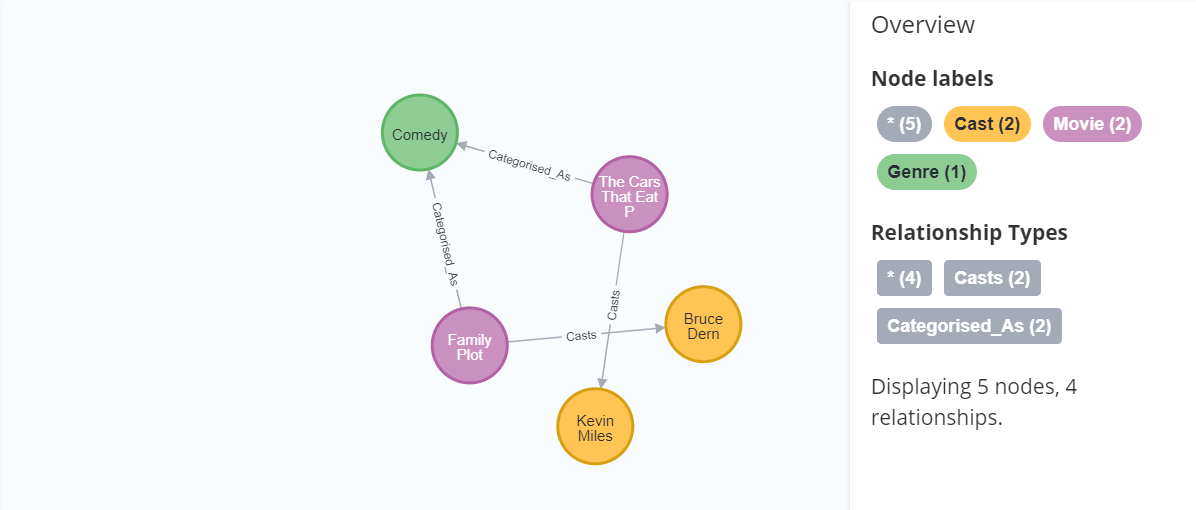 Comedy
Categorised_As
The Cars
That Eat
P
Categorised_As
Casts
Family
Plot
Casts
Bruce
Dern
Kevin
Miles
Overview
Node labels
* (5)
Cast (2)
Movie (2)
Genre (1)
Relationship Types
* (4)
Casts (2)
Categorised_As (2)
Displaying 5 nodes, 4
relationships.